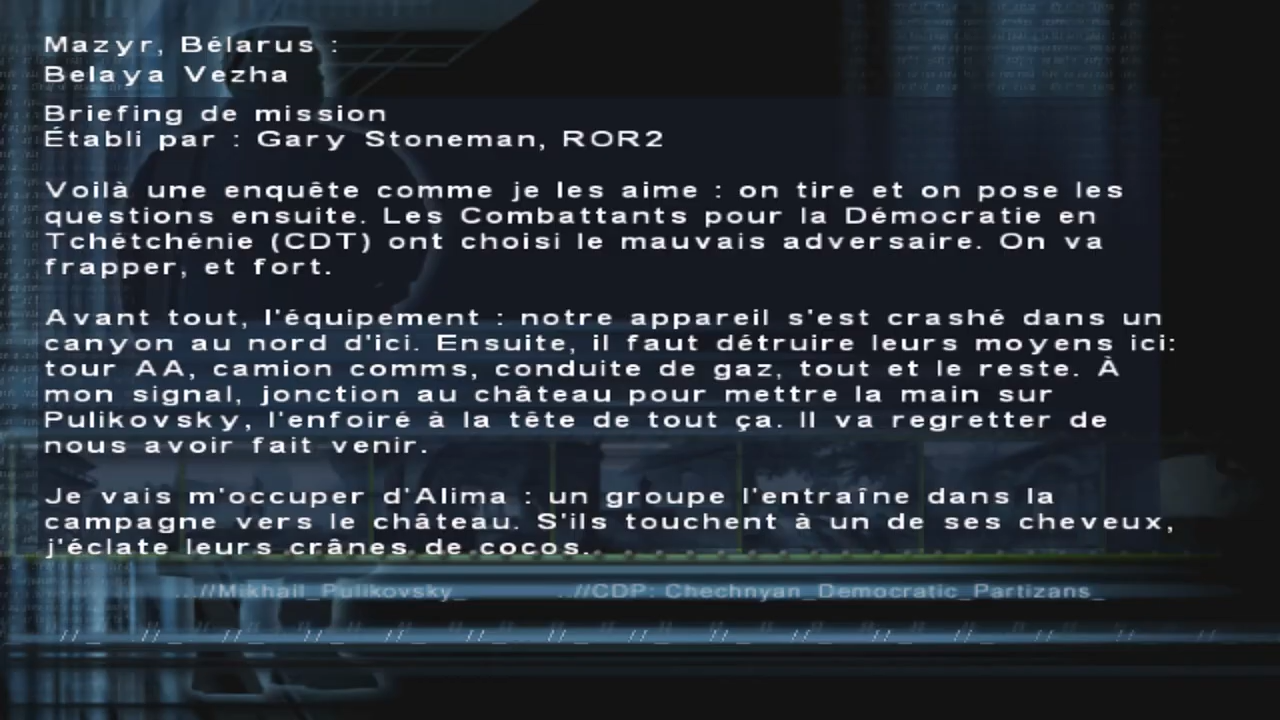 Mazyr, Bélarus :
Belaya Vezha
Briefing de mission
Établi par : Gary Stoneman, ROR2
Voilà une enquête comme je les aime : on tire et on pose les
questions ensuite. Les Combattants pour la Démocratie en
Tchétchénie (CDT) ont choisi le mauvais adversaire. On va
frapper, et fort.
Avant tout, l'équipement : notre appareil s'est crashé dans un
canyon au nord d'ici. Ensuite, il faut détruire leurs moyens ici:
tour AA, camion comms, conduite de gaz, tout et le reste. À
mon signal, jonction au château pour mettre la main sur
Pulikovsky, l'enfoiré à la tête de tout ça. Il va regretter de
nous avoir fait venir.
Je vais m'occuper d'Alima : un groupe l'entraîne dans la
campagne vers le château. S'ils touchent à un de ses cheveux,
j'éclate leurs crânes de cocos.
...//Mikhail_Pulikovsky_ ..//CDP: Chechnyan_Democratic_Partizans_